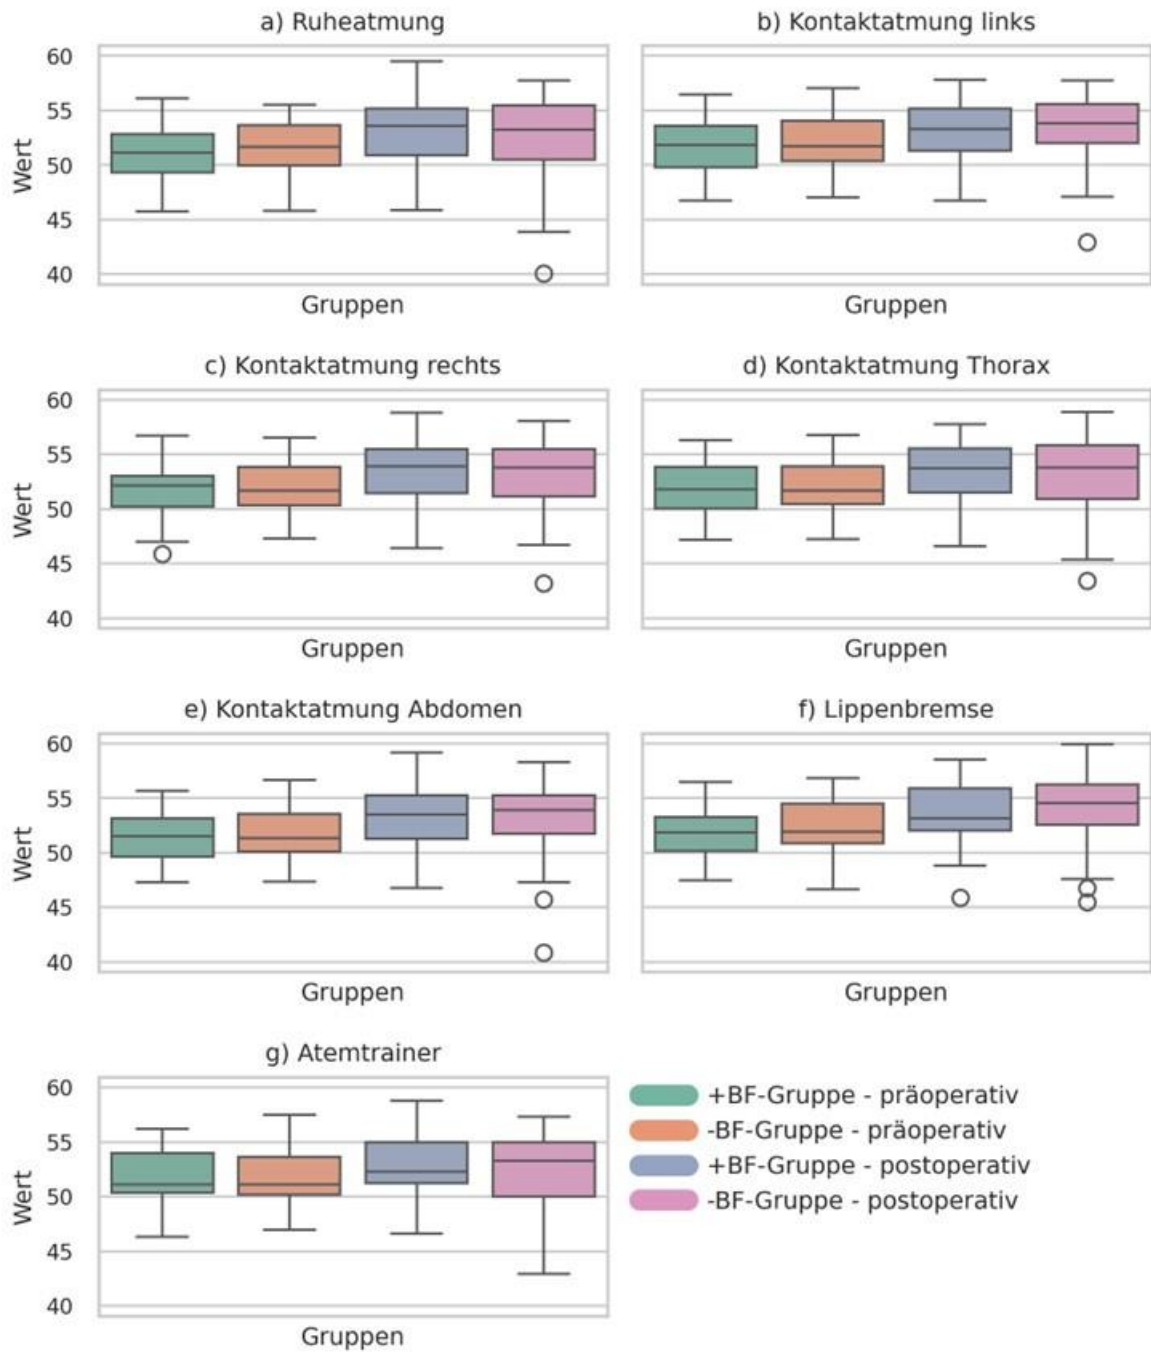 a) Ruheatmung
b) Kontaktatmung links
60
55
50
45
40
Wert
Gruppen
Gruppen
c) Kontaktatmung rechts
d) Kontaktatmung Thorax
60
55
50
45
40
Wert
Gruppen
Gruppen
e) Kontaktatmung Abdomen
f) Lippenbremse
60
55
50
45
40
Wert
Gruppen
Gruppen
g) Atemtrainer
60
55
50
45
40
Wert
Gruppen
+BF-Gruppe - präoperativ
-BF-Gruppe - präoperativ
+BF-Gruppe - postoperativ
-BF-Gruppe - postoperativ